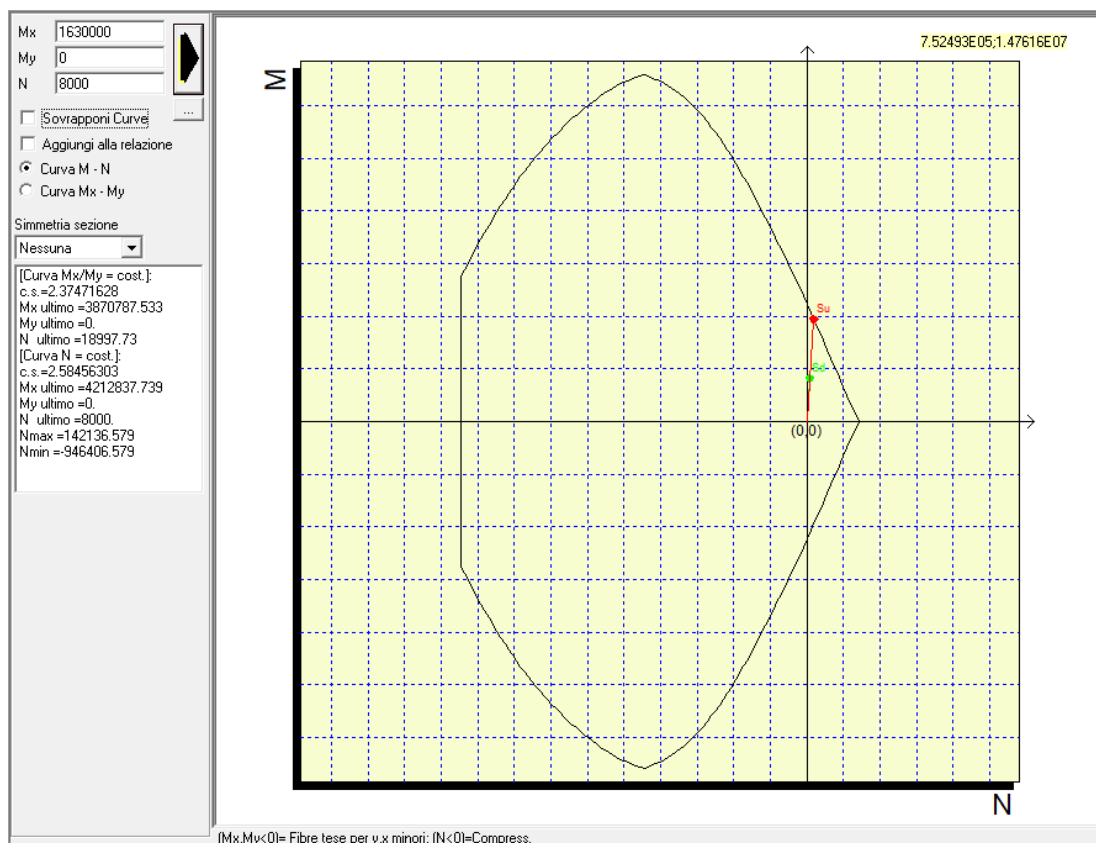 Mx 1630000
My 0
N 8000
...
Sovrapponi Curve
Aggiungi alla relazione
Curva M - N
Curva Mx - My
Simmetria sezione
Nessuna
[Curva Mx/My = cost.]:
c.s.=2.37471628
Mx ultimo =3870787.533
My ultimo =0.
N  ultimo =18997.73
[Curva N = cost.]:
c.s.=2.58456303
Mx ultimo =4212837.739
My ultimo =0.
N  ultimo =8000.
Nmax =142136.579
Nmin =-946406.579
7.52493E05;1.47616E07
M
Su
Sd
(0,0)
N
(Mx,My<0)= Fibre tese per y,x minori; (N<0)=Compress.